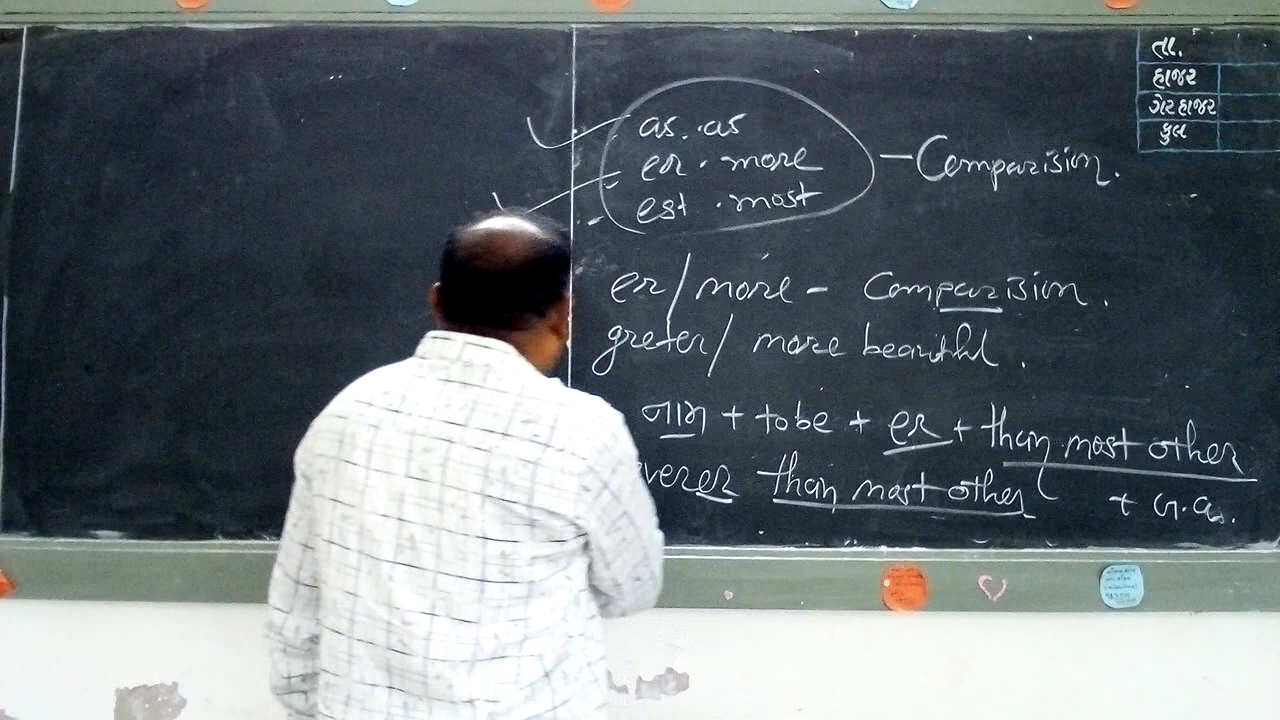 as. as
er . more
est . most
– Comparision.
તા.
હાજર
ગેરહાજર
કુલ
er / more – Comparision.
greter / more beautiful.
નામ + to be + er + than most other
than most other + બ.વ.